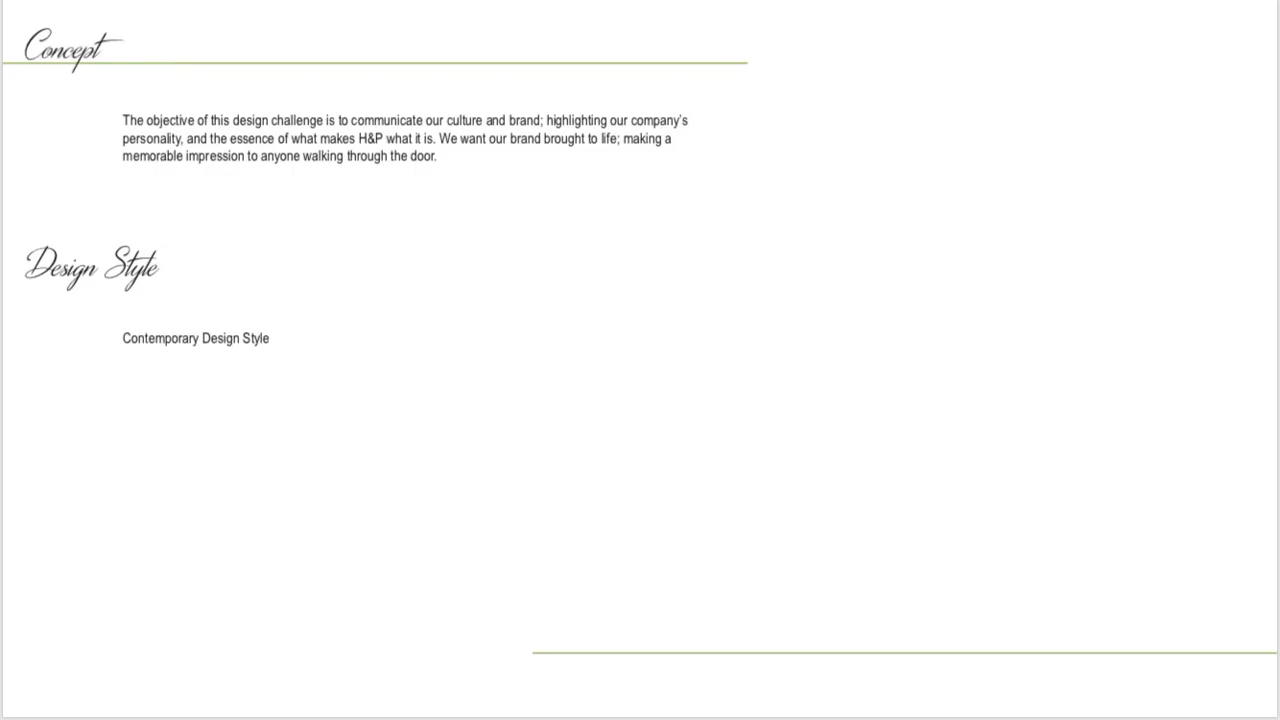 Concept
The objective of this design challenge is to communicate our culture and brand; highlighting our company's
personality, and the essence of what makes H&P what it is. We want our brand brought to life; making a
memorable impression to anyone walking through the door.
Design Style
Contemporary Design Style